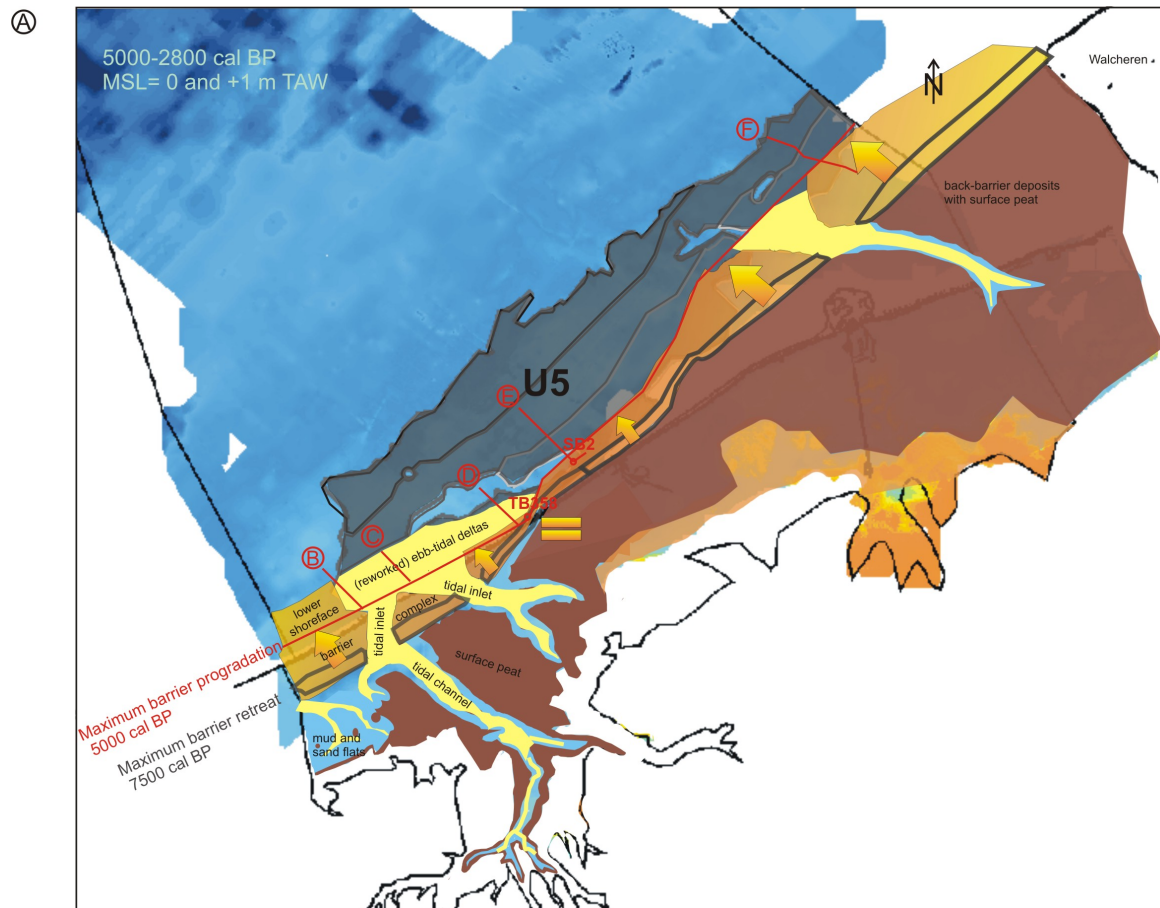 A
5000-2800 cal BP
MSL= 0 and +1 m TAW
Walcheren
N
F
back-barrier deposits
with surface peat
U5
E
SB2
D
TB356
C
(reworked) ebb-tidal deltas
B
tidal inlet
lower
shoreface
complex
tidal inlet
barrier
surface peat
tidal channel
Maximum barrier progradation
5000 cal BP
Maximum barrier retreat
7500 cal BP
mud and
sand flats